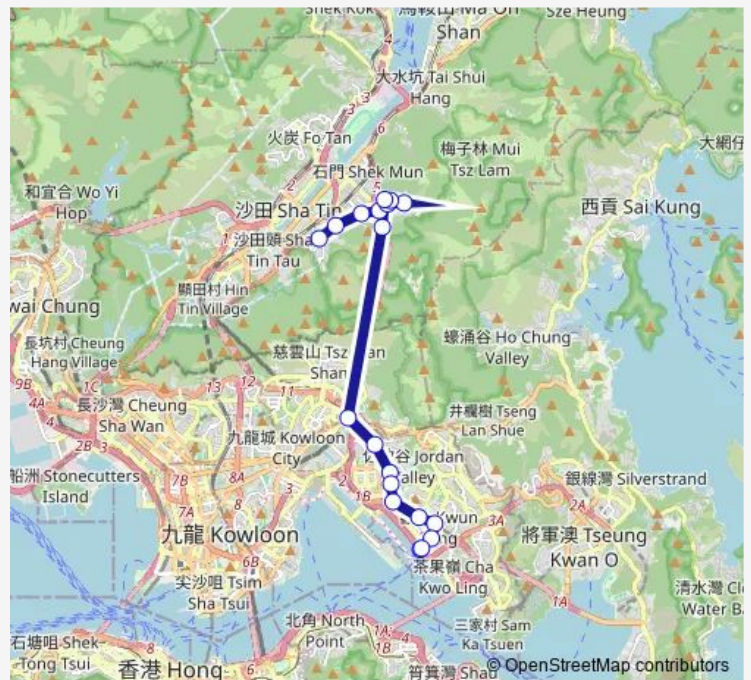 Shek Kok
馬鞍山 Ma On
Shan
Sze Heung
大水坑 Tai Shui
Hang
火炭 Fo Tan
梅子林 Mui
Tsz Lam
大網仔
石門 Shek Mun
和宜合 Wo Yi
Hop
沙田 Sha Tin
西貢 Sai Kung
沙田頭 Sha
Tin Tau
顯田村 Hin
Tin Village
wai Chung
長坑村 Cheung
Hang Village
慈雲山 Tsz
Shan
蠔涌谷 Ho Chung
Valley
長沙灣 Cheung
Sha Wan
九龍城 Kowloon
City
井欄樹 Tseng
Lan Shue
谷 Jordan
Valley
船洲 Stonecutters
Island
銀線灣 Silverstrand
九龍 Kowloon
Kwun
將軍澳 Tseung
Kwan O
尖沙咀 Tsim
Sha Tsui
茶果嶺 Cha
Kwo Ling
清水灣 Cl
Water B
北角 North
Point
三家村 Sam
Ka Tsuen
石塘咀 Shek
Tong Tsui
香港 Hong
筲箕灣 Shau
© OpenStreetMap contributors